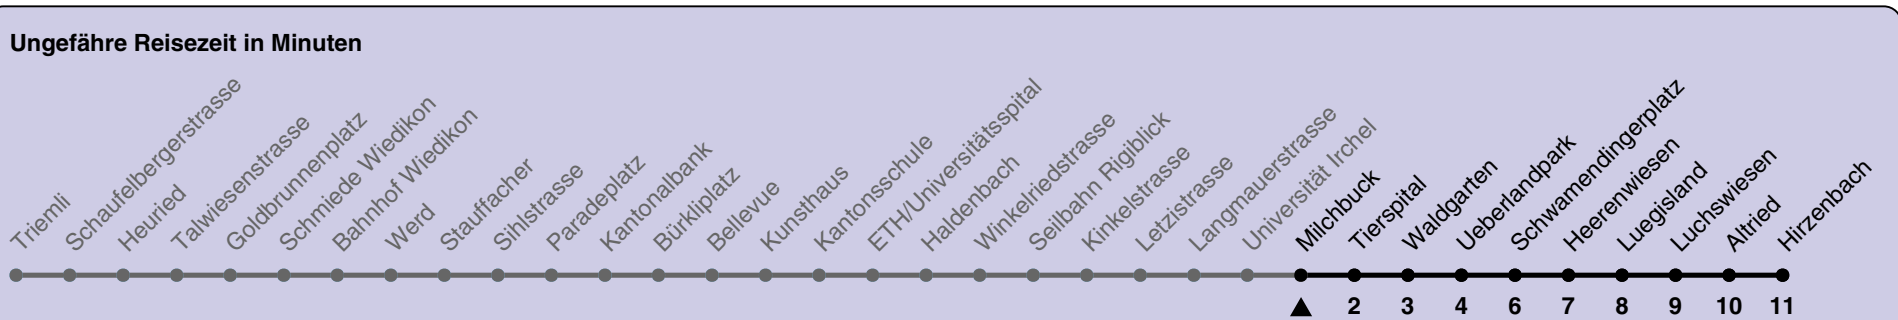 Ungefähre Reisezeit in Minuten
Triemli
Schaufelbergerstrasse
Heuried
Talwiesenstrasse
Goldbrunnenplatz
Schmiede Wiedikon
Bahnhof Wiedikon
Werd
Stauffacher
Sihlstrasse
Paradeplatz
Kantonalbank
Bürkliplatz
Bellevue
Kunsthaus
Kantonsschule
ETH/Universitätsspital
Haldenbach
Winkelriedstrasse
Seilbahn Rigiblick
Kinkelstrasse
Letzistrasse
Langmauerstrasse
Universität Irchel
Milchbuck
Tierspital
Waldgarten
Ueberlandpark
Schwamendingerplatz
Heerenwiesen
Luegisland
Luchswiesen
Altried
Hirzenbach
2 3 4 6 7 8 9 10 11